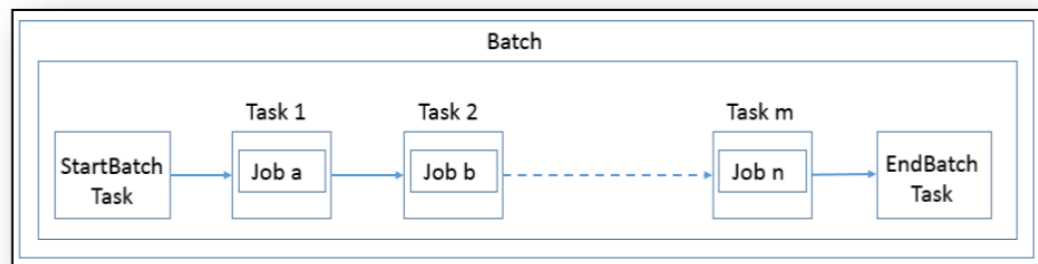 Batch
Task 1
Task 2
Task m
StartBatch
Task
Job a
Job b
Job n
EndBatch
Task